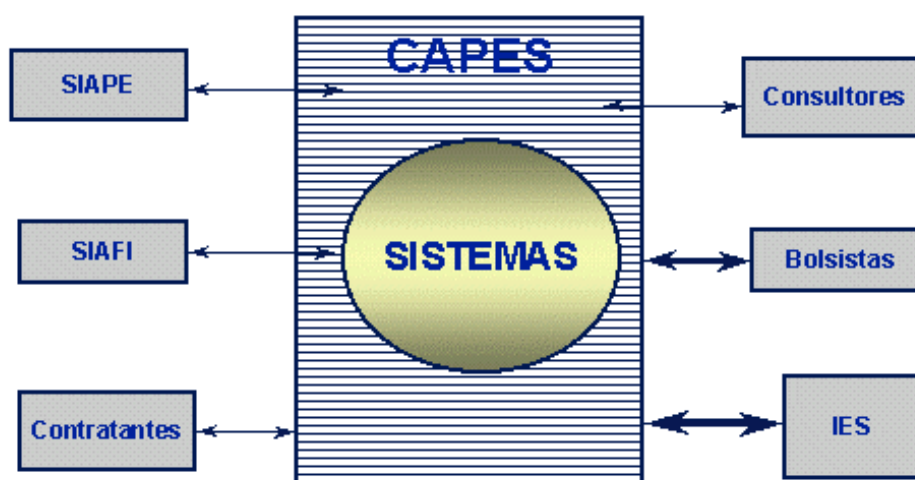 CAPES
SIAPE
Consultores
SIAFI
SISTEMAS
Bolsistas
Contratantes
IES